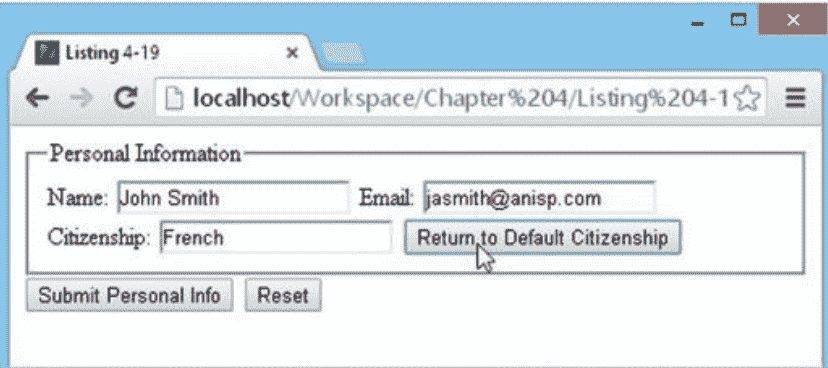 Listing 4-19
localhost/Workspace/Chapter%204/Listing%204-1
Personal Information
Name: John Smith Email: jasmith@anisp.com
Citizenship: French Return to Default Citizenship
Submit Personal Info Reset